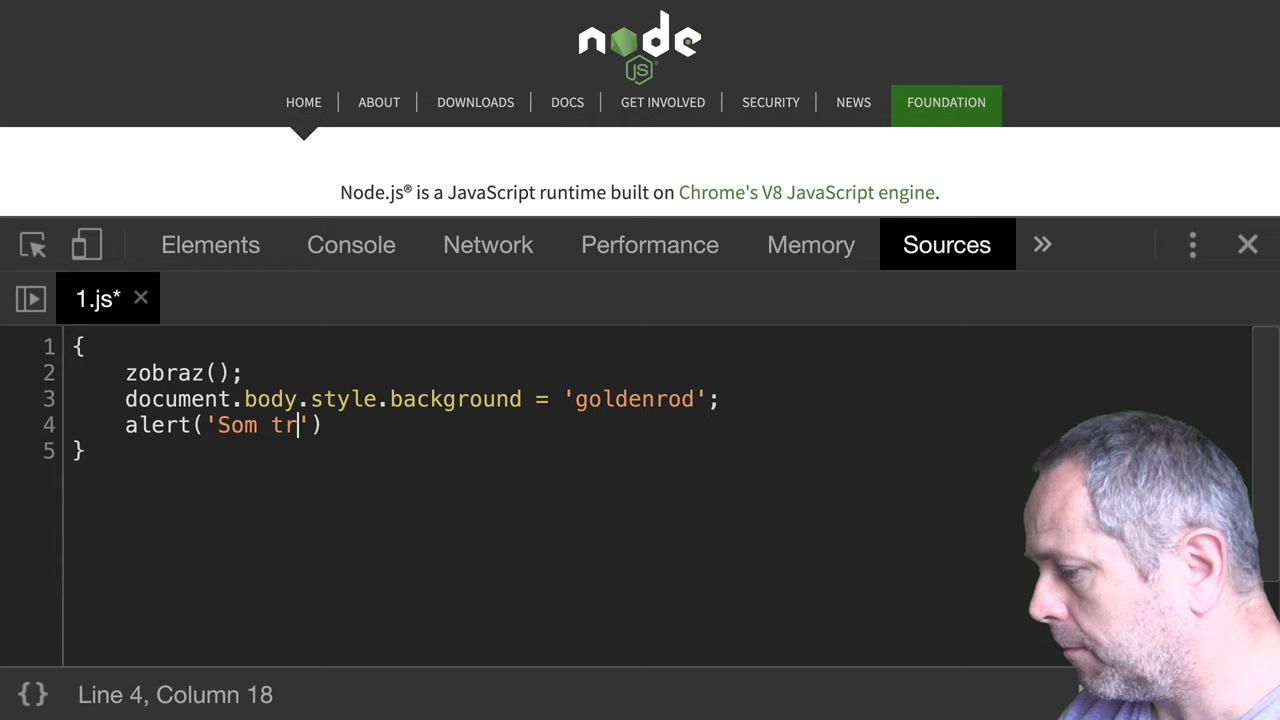 node
JS
HOME ABOUT DOWNLOADS DOCS GET INVOLVED SECURITY NEWS FOUNDATION
Node.js® is a JavaScript runtime built on Chrome's V8 JavaScript engine.
Elements Console Network Performance Memory Sources »
1.js* ×
1 {
2 zobraz();
3 document.body.style.background = 'goldenrod';
4 alert('Som tr')
5 }
{} Line 4, Column 18